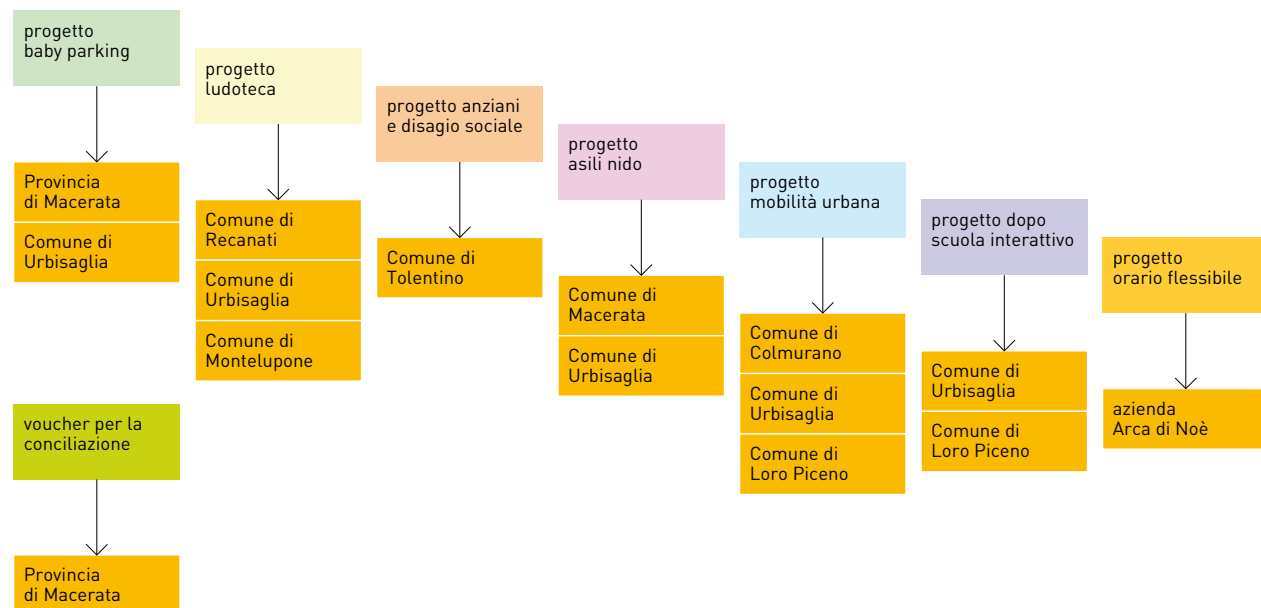 progetto
baby parking
Provincia
di Macerata
Comune di
Urbisaglia
progetto
ludoteca
Comune di
Recanati
Comune di
Urbisaglia
Comune di
Montelupone
progetto anziani
e disagio sociale
Comune di
Tolentino
progetto
asili nido
Comune di
Macerata
Comune di
Urbisaglia
progetto
mobilità urbana
Comune di
Colmurano
Comune di
Urbisaglia
Comune di
Loro Piceno
progetto dopo
scuola interattivo
Comune di
Urbisaglia
Comune di
Loro Piceno
progetto
orario flessibile
azienda
Arca di Noè
voucher per la
conciliazione
Provincia
di Macerata